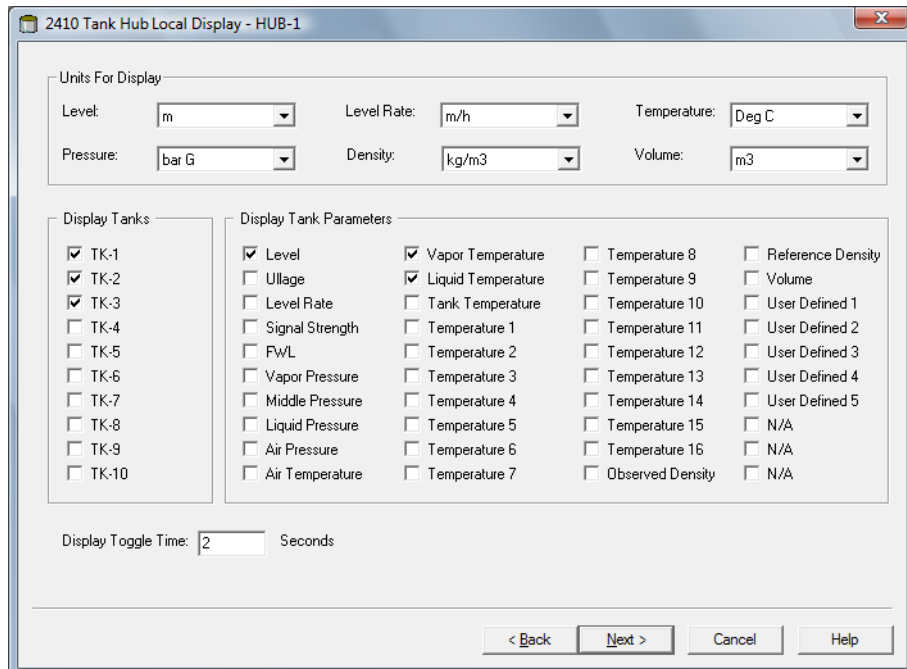 2410 Tank Hub Local Display - HUB-1
Units For Display
Level: m Level Rate: m/h Temperature: Deg C
Pressure: bar G Density: kg/m3 Volume: m3
Display Tanks Display Tank Parameters
TK-1 Level Vapor Temperature Temperature 8 Reference Density
TK-2 Ullage Liquid Temperature Temperature 9 Volume
TK-3 Level Rate Tank Temperature Temperature 10 User Defined 1
TK-4 Signal Strength Temperature 1 Temperature 11 User Defined 2
TK-5 FWL Temperature 2 Temperature 12 User Defined 3
TK-6 Vapor Pressure Temperature 3 Temperature 13 User Defined 4
TK-7 Middle Pressure Temperature 4 Temperature 14 User Defined 5
TK-8 Liquid Pressure Temperature 5 Temperature 15 N/A
TK-9 Air Pressure Temperature 6 Temperature 16 N/A
TK-10 Air Temperature Temperature 7 Observed Density N/A
Display Toggle Time: 2 Seconds
< Back Next > Cancel Help